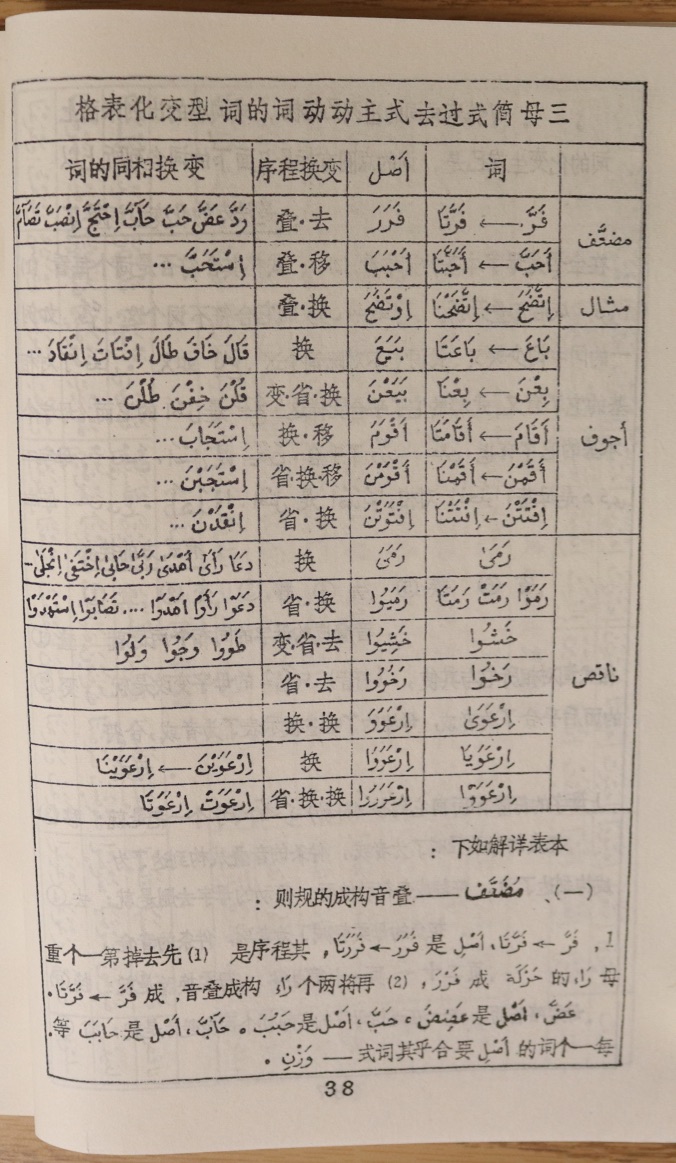 三母简式过去式主动动词的词型变化表格
词 أَصْل 变换程序 变换相同的词
مضعَّف فَرَّ ← فَرَّتَا فَرَرَ 去·叠 رَدَّ عَضَّ حَبَّ حَابَّ اِحْتَجَّ اِنْصَبَّ تَضَامَّ
أَحَبَّ ← أَحَبَّتَا أَحْبَبَ 移·叠 اِسْتَحَبَّ ...
مثال اِتَّضَحَ ← اِتَّضَحْنَا اِوْتَضَحَ 换·叠
أجوف بَاعَ ← بَاعَتَا بَيَعَ 换 قَالَ خَافَ طَالَ اِفْتَاتَ اِنْقَادَ ...
بِعْنَ ← بِعْنَا بَيَعْنَ 换·省·变 قُلْنَ خِفْنَ طُلْنَ ...
أَقَامَ ← أَقَامَتَا أَقْوَمَ 移·换 اِسْتَجَابَ ...
أَقَمْنَ ← أَقَمْنَا أَقْوَمْنَ 移·换·省 اِسْتَجَبْنَ ...
اِفْتَتْنَ ← اِفْتَتْنَا اِفْتَوَتْنَ 换·省 اِنْقَدْنَ ...
ناقص رَمَىٰ رَمَيَ 换 دَعَا رَأَىٰ أَهْدَىٰ رَبَّىٰ حَابَىٰ اِخْتَفَىٰ اِنْجَلَىٰ...
رَمَوْا رَمَتْ رَمَتَا رَمَيُوا 换·省 دَعَوْا رَأَوْا أَهْدَوْا .... تَصَابَوْا اِسْتَهْدَوْا
خَشُوا خَشِيُوا 去·省·变 طَوُوا وَجُوا وَلُوا
رَخُوا رَخُوُوا 去·省
اِرْعَوَىٰ اِرْعَوَوَ 换·换
اِرْعَوَيَا اِرْعَوَوَا 换 اِرْعَوَيْنَ ← اِرْعَوَيْنَا
اِرْعَوَوْا اِرْعَوَوُوا 换·换·省 اِرْعَوَتْ اِرْعَوَتَا
本表详解如下：
(一)、مُضَعَّف——叠音构成的规则：
1، فَرَّ ← فَرَّتَا، أَصْل 是 فَرَرَ ← فَرَرَتَا，其程序是 (1) 先去掉第一个重
母 رَاء 的 حَرَكَة 成 فَرْرَ， (2) 再将两个 رَاء 构成叠音，成 فَرَّ ← فَرَّتَا.
عَضَّ، أَصْل 是 عَضِضَ ، حَبَّ، أَصْل 是 حَبُبَ 。 حَابَّ، أَصْل 是 حَابَبَ 等.
每一个词的 أَصْل 要合乎其词式 — وَزْن .
38